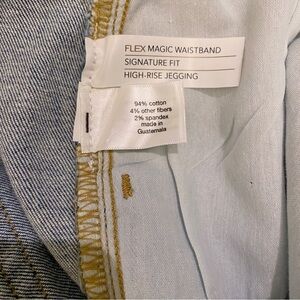 FLEX MAGIC WAISTBAND
SIGNATURE FIT
HIGH-RISE JEGGING
94% cotton
4% other fibers
2% spandex
made in
Guatemala